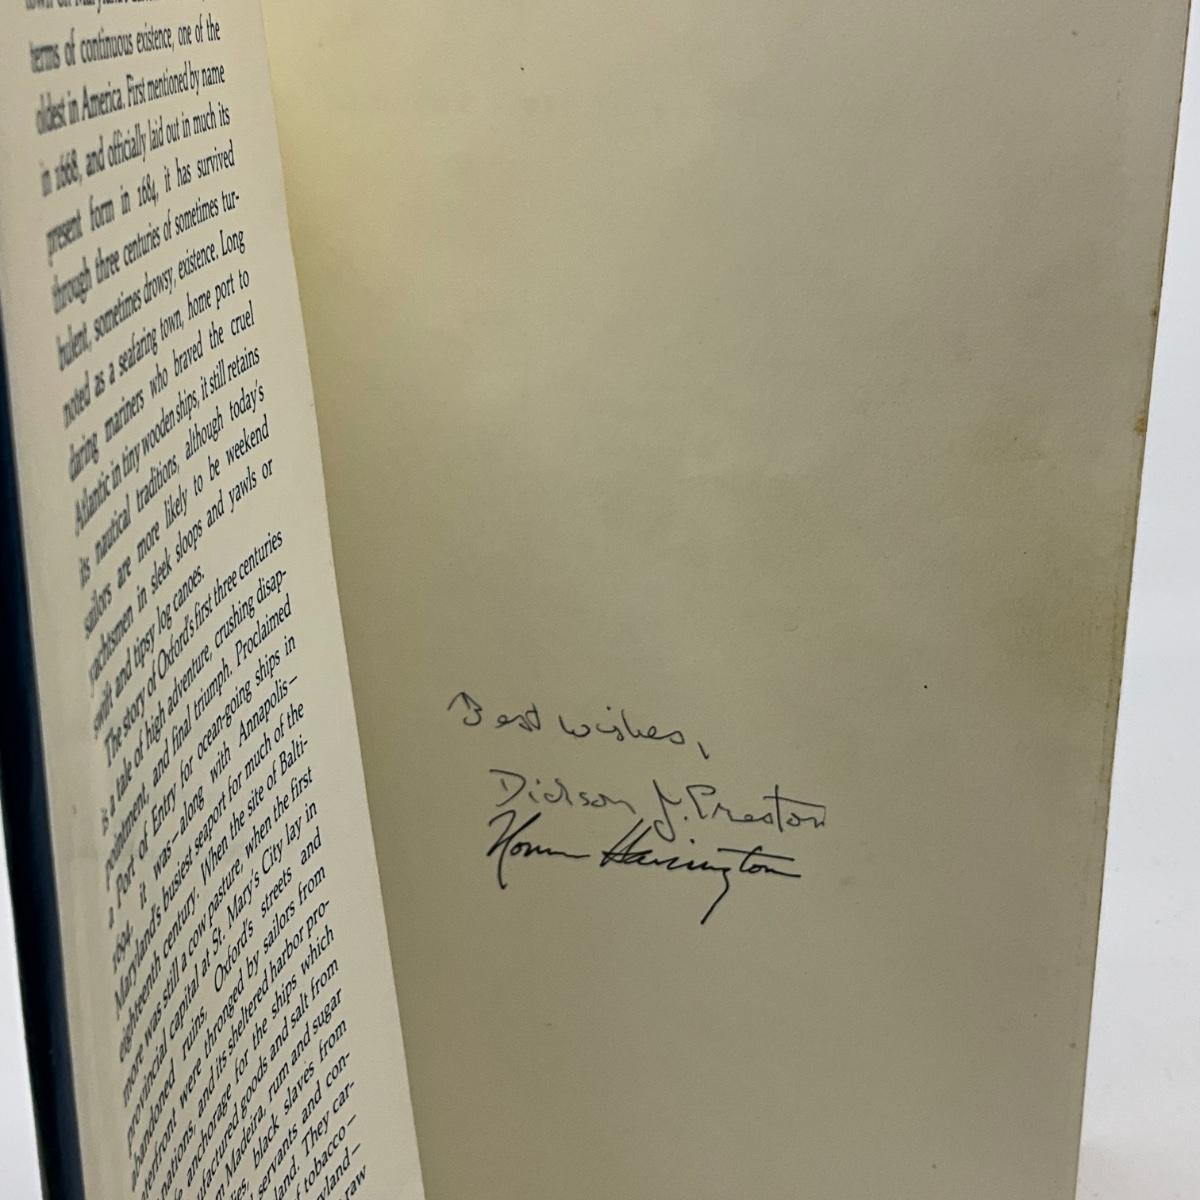 terms of continuous existence, one of the
oldest in America. First mentioned by name
in 1668, and officially laid out in much its
present form in 1684, it has survived
through three centuries of sometimes tur-
bulent, sometimes drowsy, existence. Long
noted as a seafaring town, home port to
daring mariners who braved the cruel
Atlantic in tiny wooden ships, it still retains
its nautical traditions, although today's
sailors are more likely to be weekend
yachtsmen in sleek sloops and yawls or
swift and tipsy log canoes.
The story of Oxford's first three centuries
is a tale of high adventure, crushing disap-
pointment, and final triumph. Proclaimed
a Port of Entry for ocean-going ships in
1694, it was—along with Annapolis—
Maryland's busiest seaport for much of the
eighteenth century. When the site of Balti-
more was still a cow pasture, when the first
provincial capital at St. Mary's City lay in
abandoned ruins, Oxford's streets and
waterfront were thronged by sailors from
nations, and its sheltered harbor pro-
anchorage for the ships which
goods and salt from
Madeira, rum and sugar
black slaves from
servants and con-
They car-
tobacco—
raw
Best wishes,
Dickson J. Preston
Norman Harrington